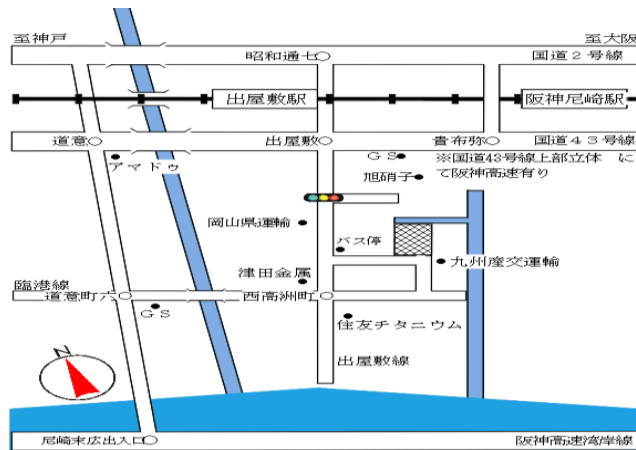 至神戸
至大阪
昭和通七
国道２号線
出屋敷駅
阪神尼崎駅
道意
出屋敷
貴布弥
国道４３号線
アマドゥ
ＧＳ
※国道43号線上部立体　に
て阪神高速有り
旭硝子
岡山県運輸
バス停
九州産交運輸
津田金属
臨港線
道意町六
西高洲町
ＧＳ
住友チタニウム
出屋敷線
N
尼崎末広出入口
阪神高速湾岸線